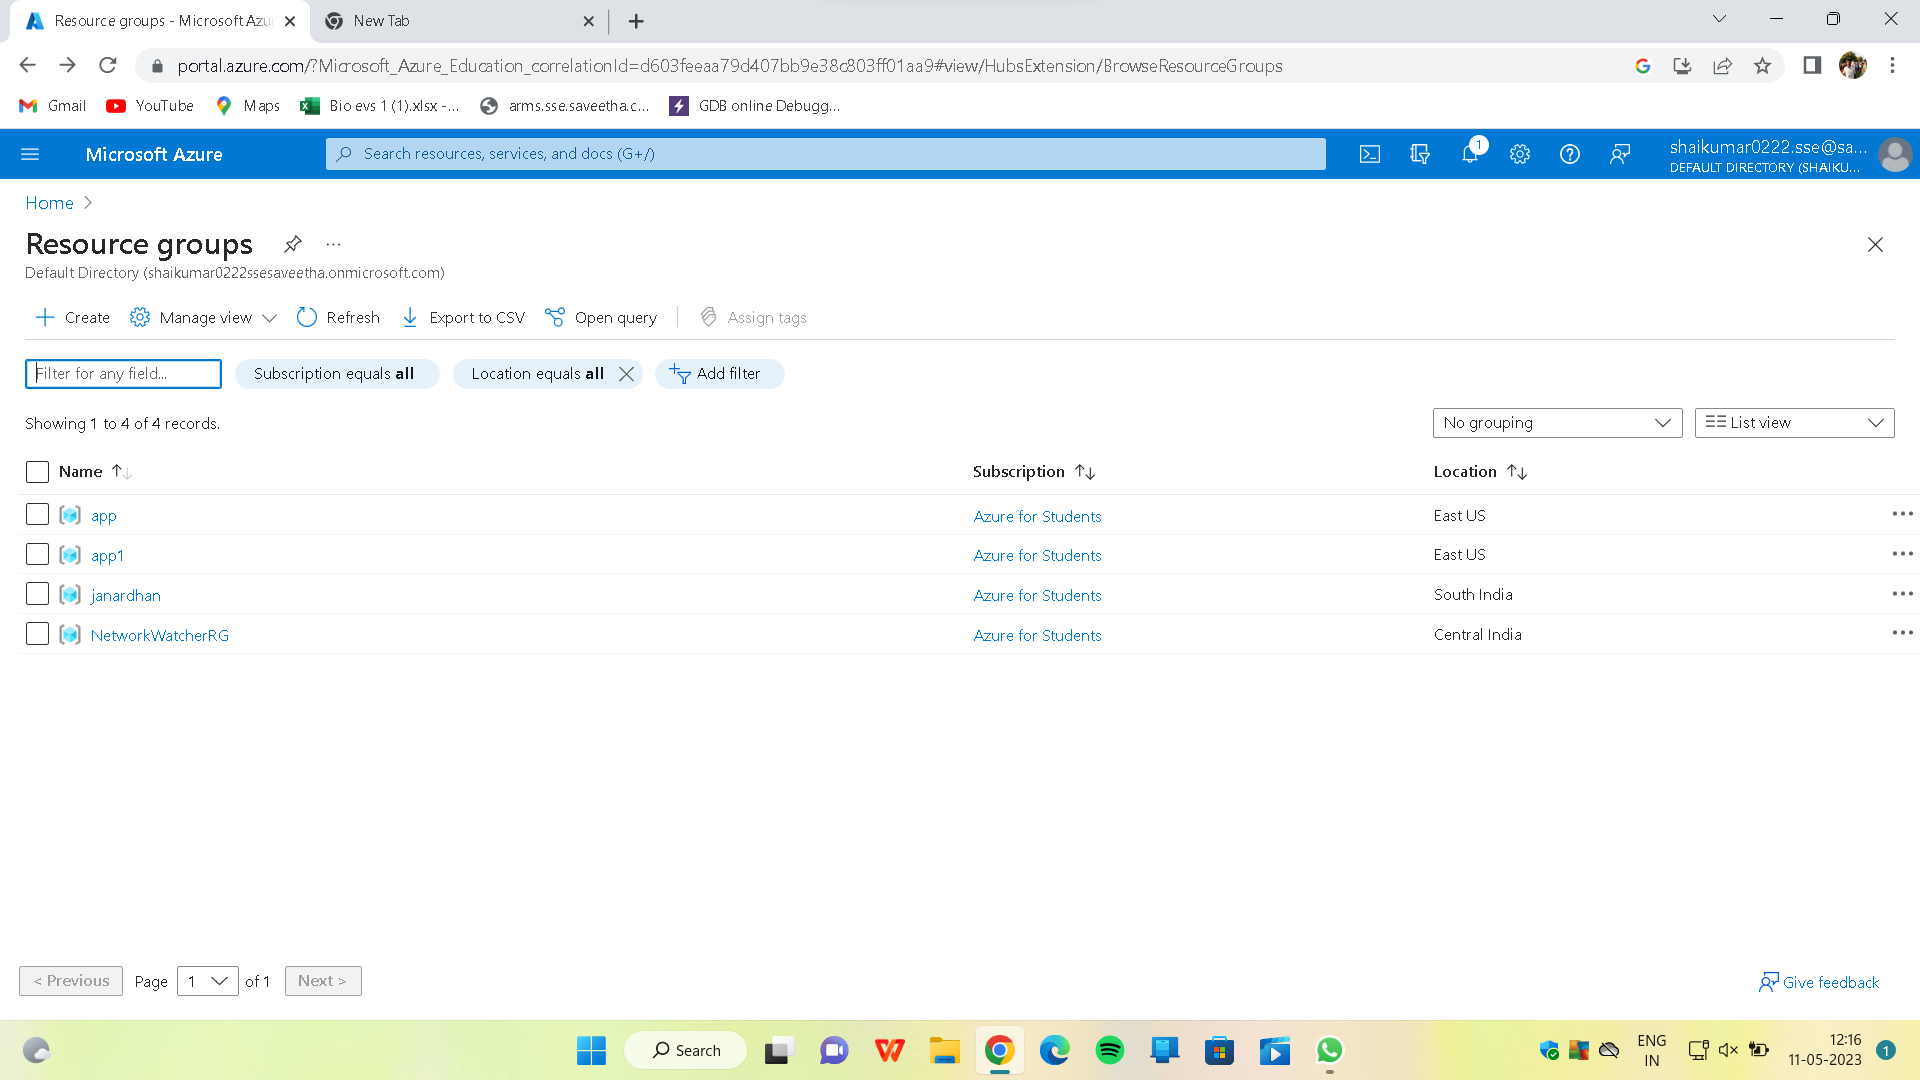 Resource groups - Microsoft Azu
New Tab
portal.azure.com/?Microsoft_Azure_Education_correlationId=d603feeaa79d407bb9e38c803ff01aa9#view/HubsExtension/BrowseResourceGroups
Gmail
YouTube
Maps
Bio evs 1 (1).xlsx -...
arms.sse.saveetha.c...
GDB online Debugg...
Microsoft Azure
Search resources, services, and docs (G+/)
1
shaikumar0222.sse@sa...
DEFAULT DIRECTORY (SHAIKU...
Home
Resource groups
Default Directory (shaikumar0222ssesaveetha.onmicrosoft.com)
Create
Manage view
Refresh
Export to CSV
Open query
Assign tags
Filter for any field...
Subscription equals all
Location equals all
Add filter
Showing 1 to 4 of 4 records.
No grouping
List view
Name
Subscription
Location
app
Azure for Students
East US
app1
Azure for Students
East US
janardhan
Azure for Students
South India
NetworkWatcherRG
Azure for Students
Central India
< Previous
Page
1
of 1
Next >
Give feedback
Search
ENG
IN
12:16
11-05-2023
1